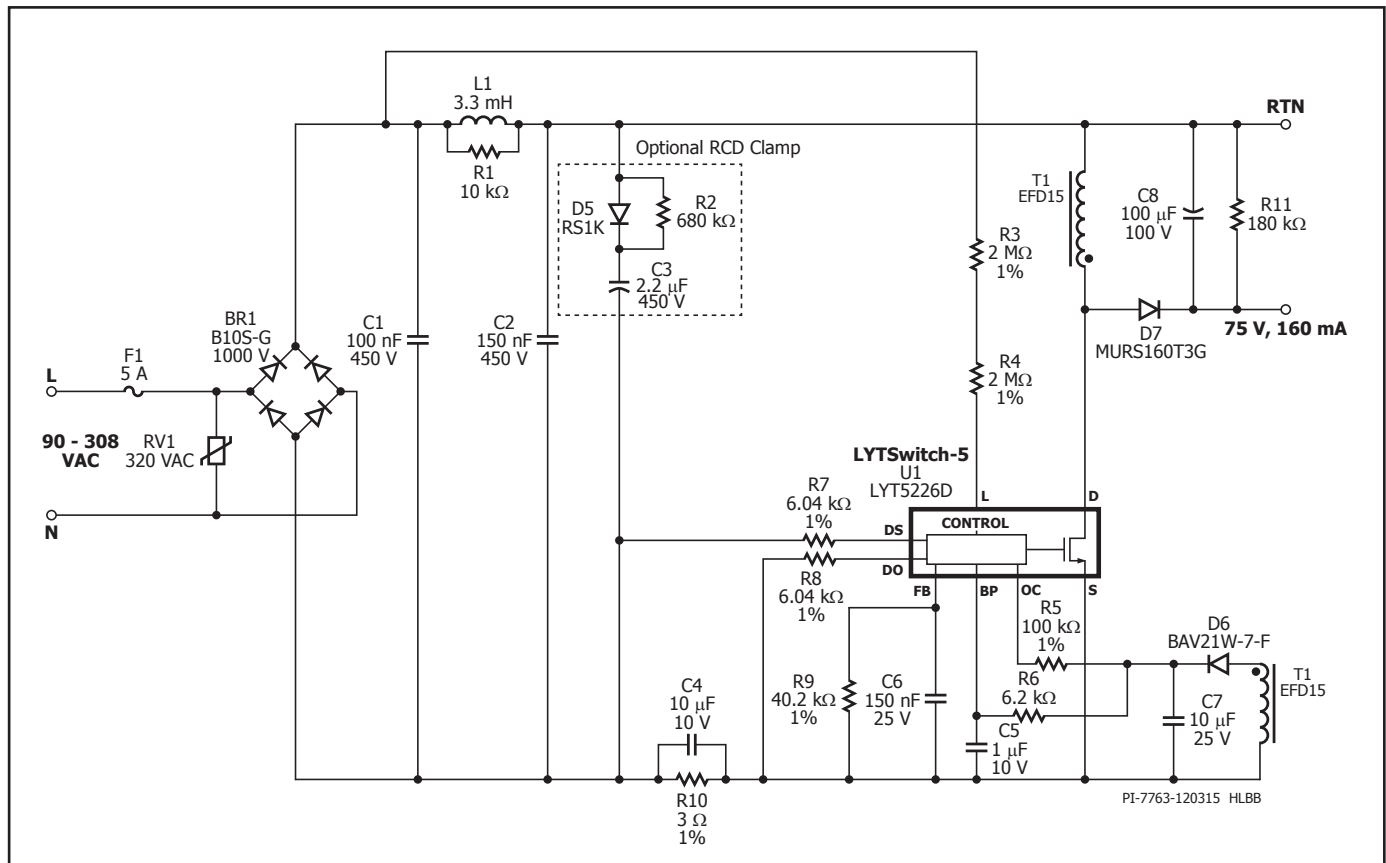 L1
3.3 mH
RTN
R1
10 kΩ
Optional RCD Clamp
D5
RS1K
R2
680 kΩ
C3
2.2 µF
450 V
T1
EFD15
C8
100 µF
100 V
R11
180 kΩ
R3
2 MΩ
1%
D7
MURS160T3G
75 V, 160 mA
BR1
B10S-G
1000 V
C1
100 nF
450 V
C2
150 nF
450 V
R4
2 MΩ
1%
L
F1
5 A
90 - 308
VAC
RV1
320 VAC
N
LYTSwitch-5
U1
LYT5226D
L
D
R7
6.04 kΩ
1%
DS
CONTROL
DO
R8
6.04 kΩ
1%
FB
BP
OC
S
R5
100 kΩ
1%
D6
BAV21W-7-F
T1
EFD15
R6
6.2 kΩ
R9
40.2 kΩ
1%
C6
150 nF
25 V
C7
10 µF
25 V
C4
10 µF
10 V
C5
1 µF
10 V
R10
3 Ω
1%
PI-7763-120315 HLBB